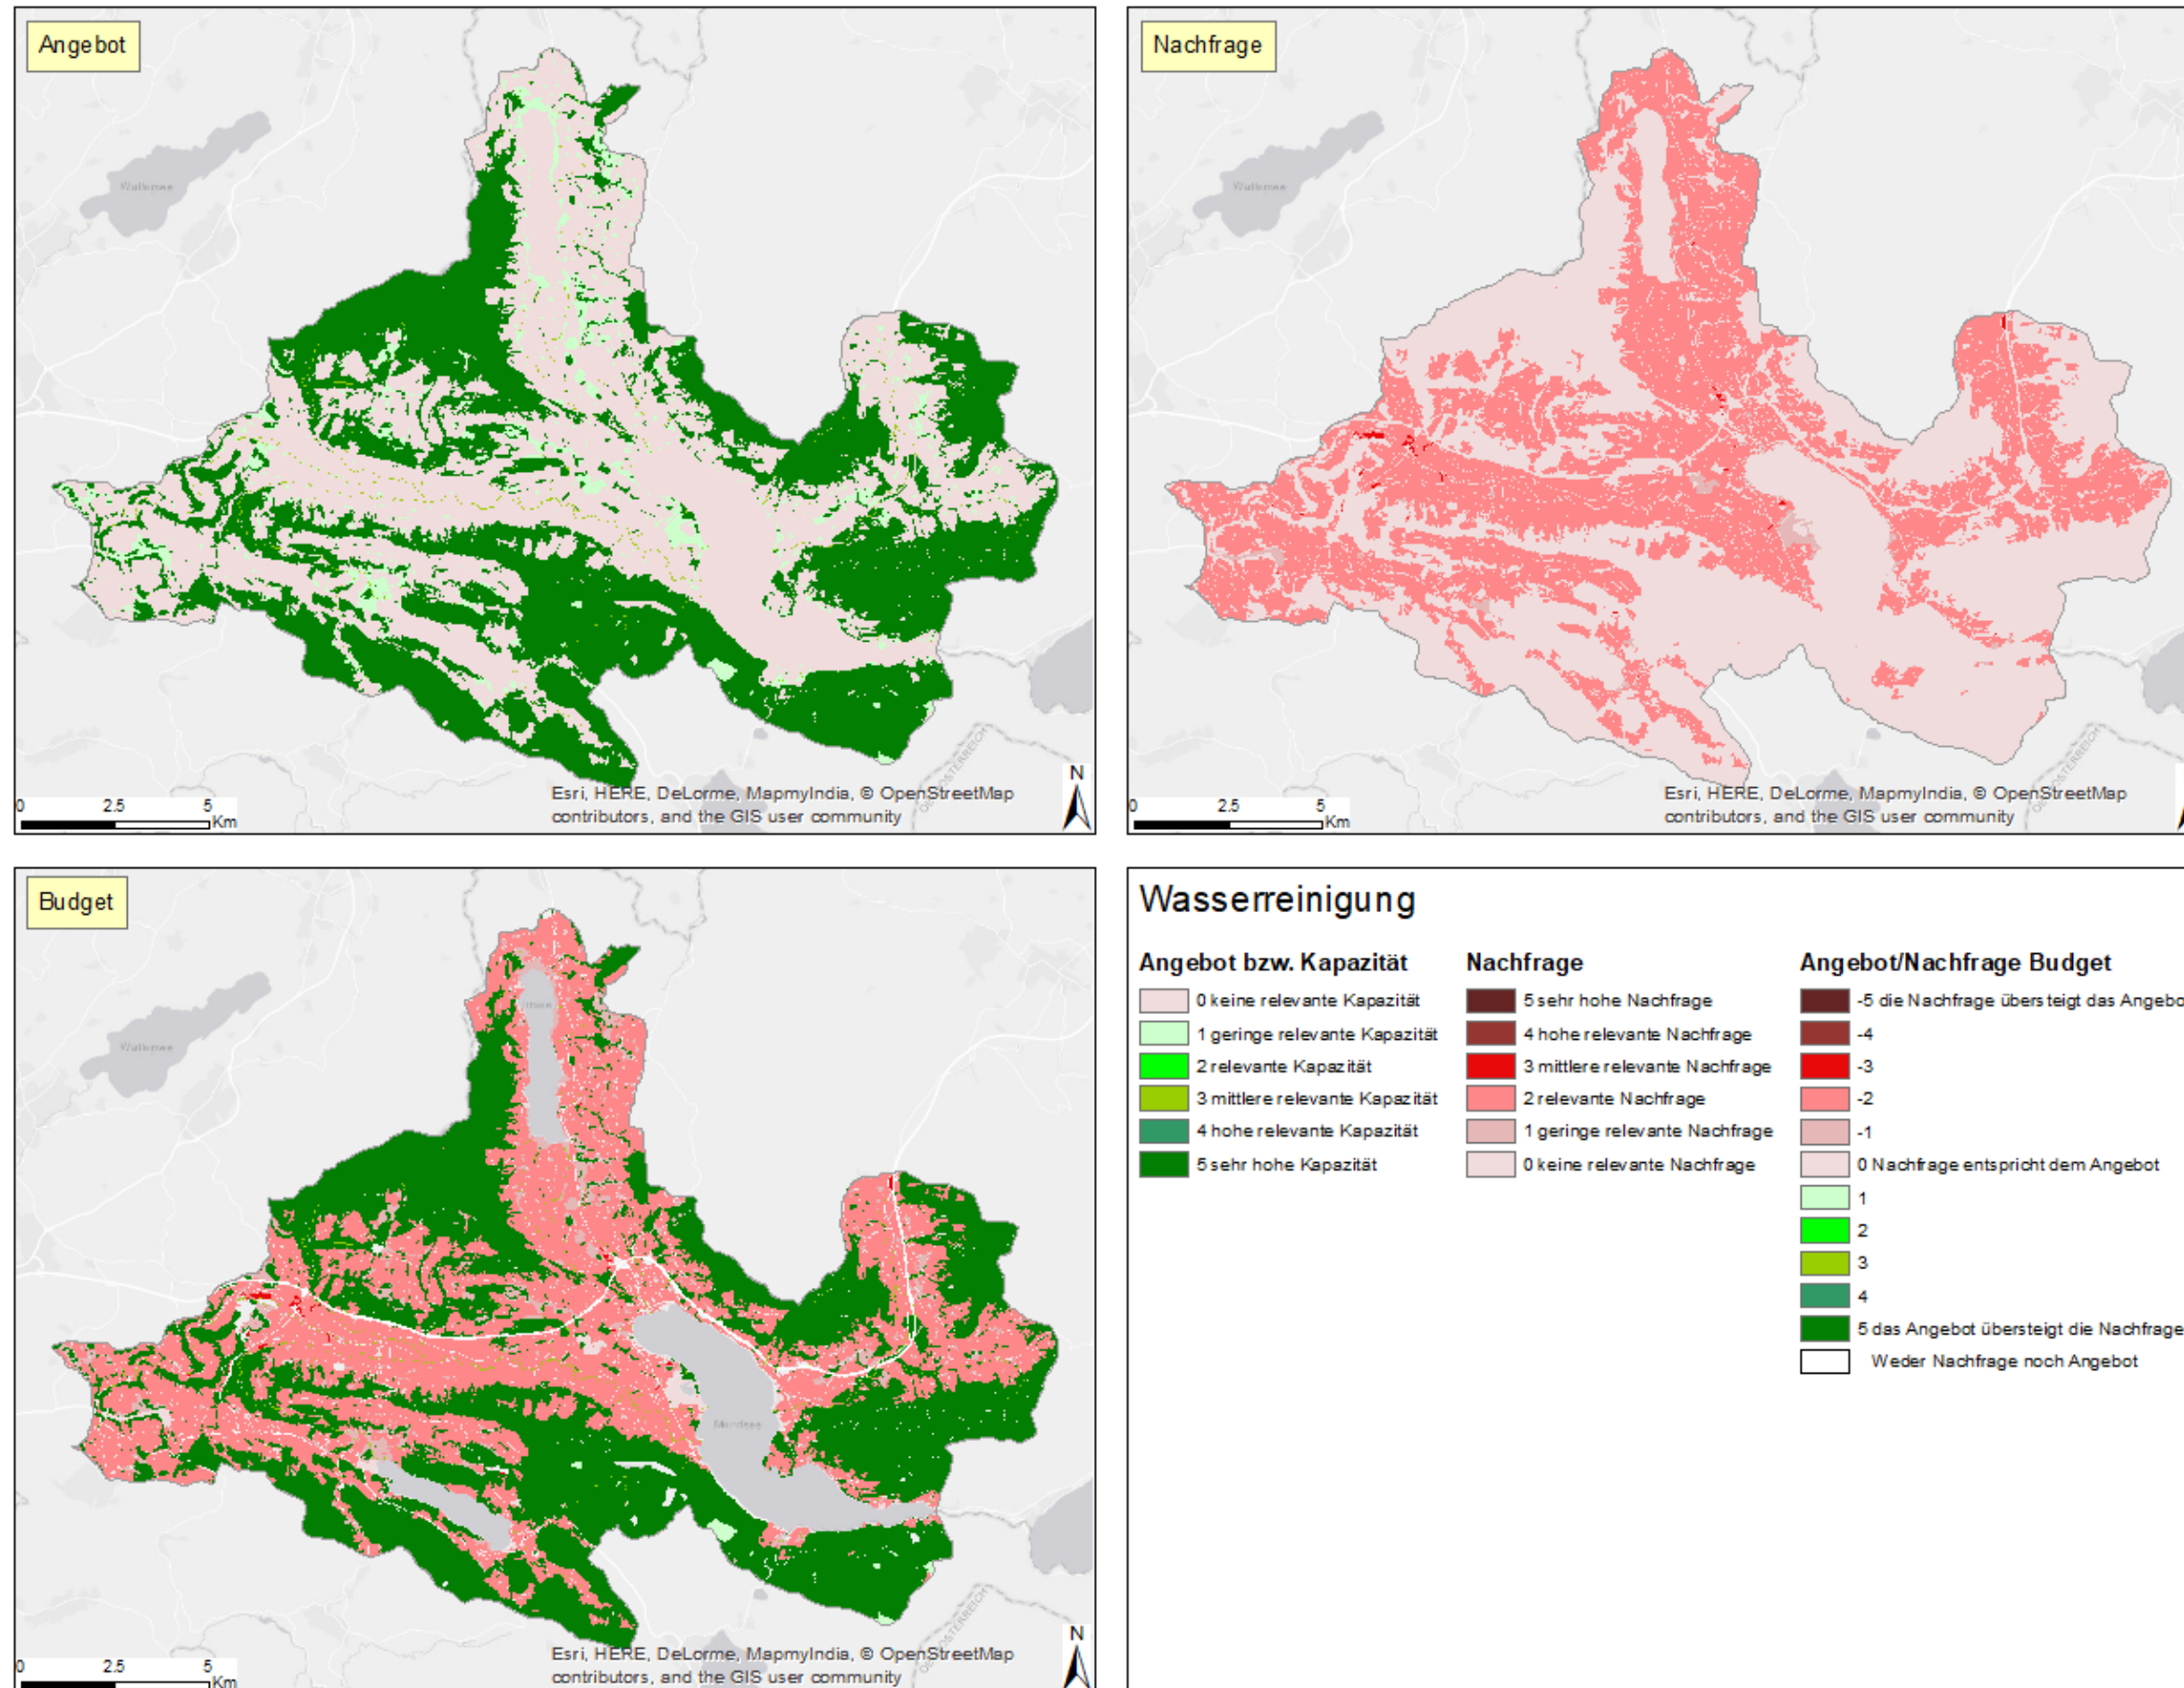 Angebot
Wallersee
0 2.5 5
Km
Esri, HERE, DeLorme, MapmyIndia, © OpenStreetMap
contributors, and the GIS user community
OBERÖSTERREICH
N
Nachfrage
Wallersee
0 2.5 5
Km
Esri, HERE, DeLorme, MapmyIndia, © OpenStreetMap
contributors, and the GIS user community
Budget
Wallersee
Mondsee
0 2.5 5
Km
Esri, HERE, DeLorme, MapmyIndia, © OpenStreetMap
contributors, and the GIS user community
N
Wasserreinigung
Angebot bzw. Kapazität
0 keine relevante Kapazität
1 geringe relevante Kapazität
2 relevante Kapazität
3 mittlere relevante Kapazität
4 hohe relevante Kapazität
5 sehr hohe Kapazität
Nachfrage
5 sehr hohe Nachfrage
4 hohe relevante Nachfrage
3 mittlere relevante Nachfrage
2 relevante Nachfrage
1 geringe relevante Nachfrage
0 keine relevante Nachfrage
Angebot/Nachfrage Budget
-5 die Nachfrage übersteigt das Angebo
-4
-3
-2
-1
0 Nachfrage entspricht dem Angebot
1
2
3
4
5 das Angebot übersteigt die Nachfrage
Weder Nachfrage noch Angebot